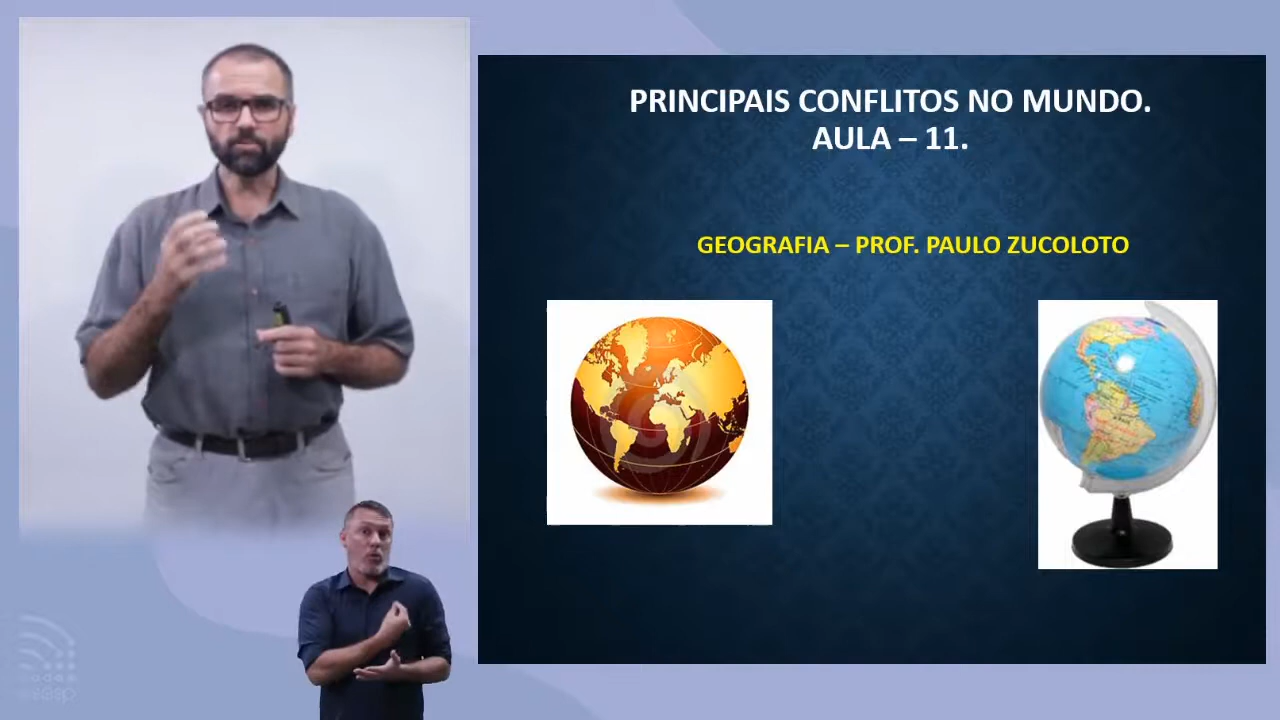 PRINCIPAIS CONFLITOS NO MUNDO.
AULA – 11.
GEOGRAFIA – PROF. PAULO ZUCOLOTO